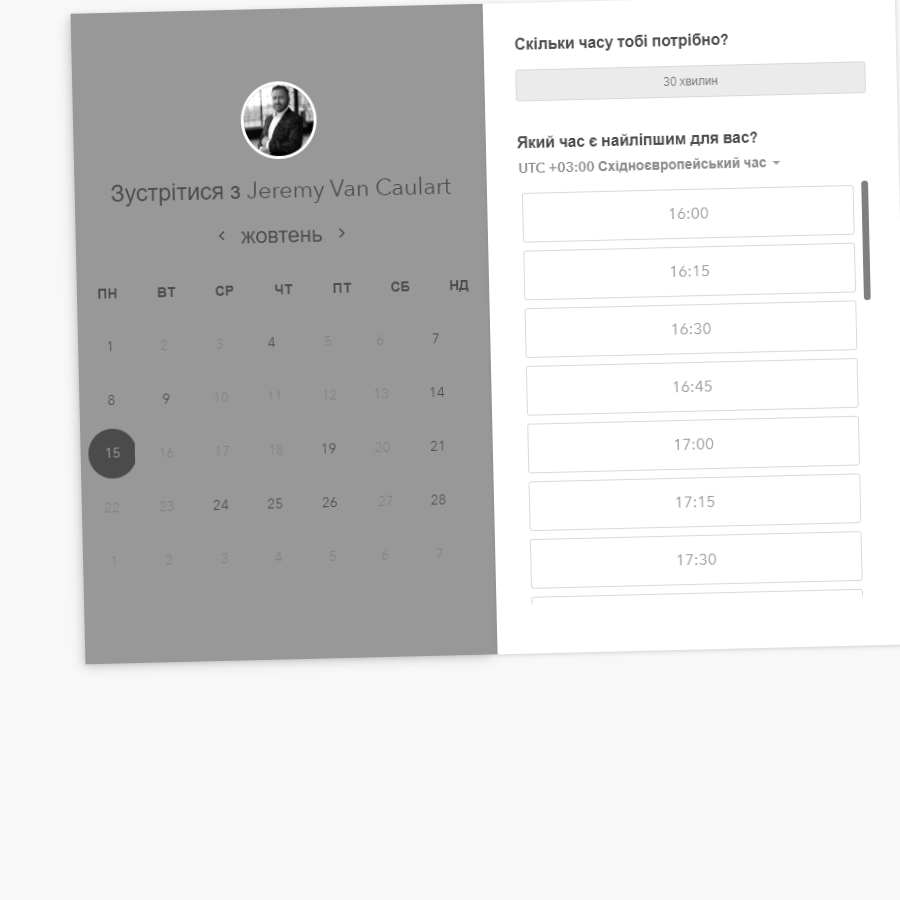 Зустрітися з Jeremy Van Caulart
жовтень
ПН ВТ СР ЧТ ПТ СБ НД
1 2 3 4 5 6 7
8 9 10 11 12 13 14
15 16 17 18 19 20 21
22 23 24 25 26 27 28
1 2 3 4 5 6 7
Скільки часу тобі потрібно?
30 хвилин
Який час є найліпшим для вас?
UTC +03:00 Східноєвропейський час
16:00
16:15
16:30
16:45
17:00
17:15
17:30